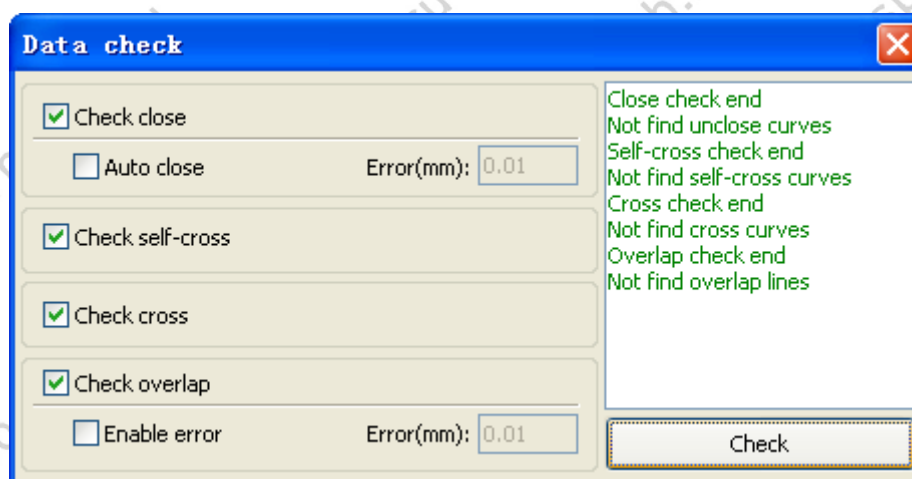 Data check
Check close
Auto close Error(mm): 0.01
Check self-cross
Check cross
Check overlap
Enable error Error(mm): 0.01
Close check end
Not find unclose curves
Self-cross check end
Not find self-cross curves
Cross check end
Not find cross curves
Overlap check end
Not find overlap lines
Check